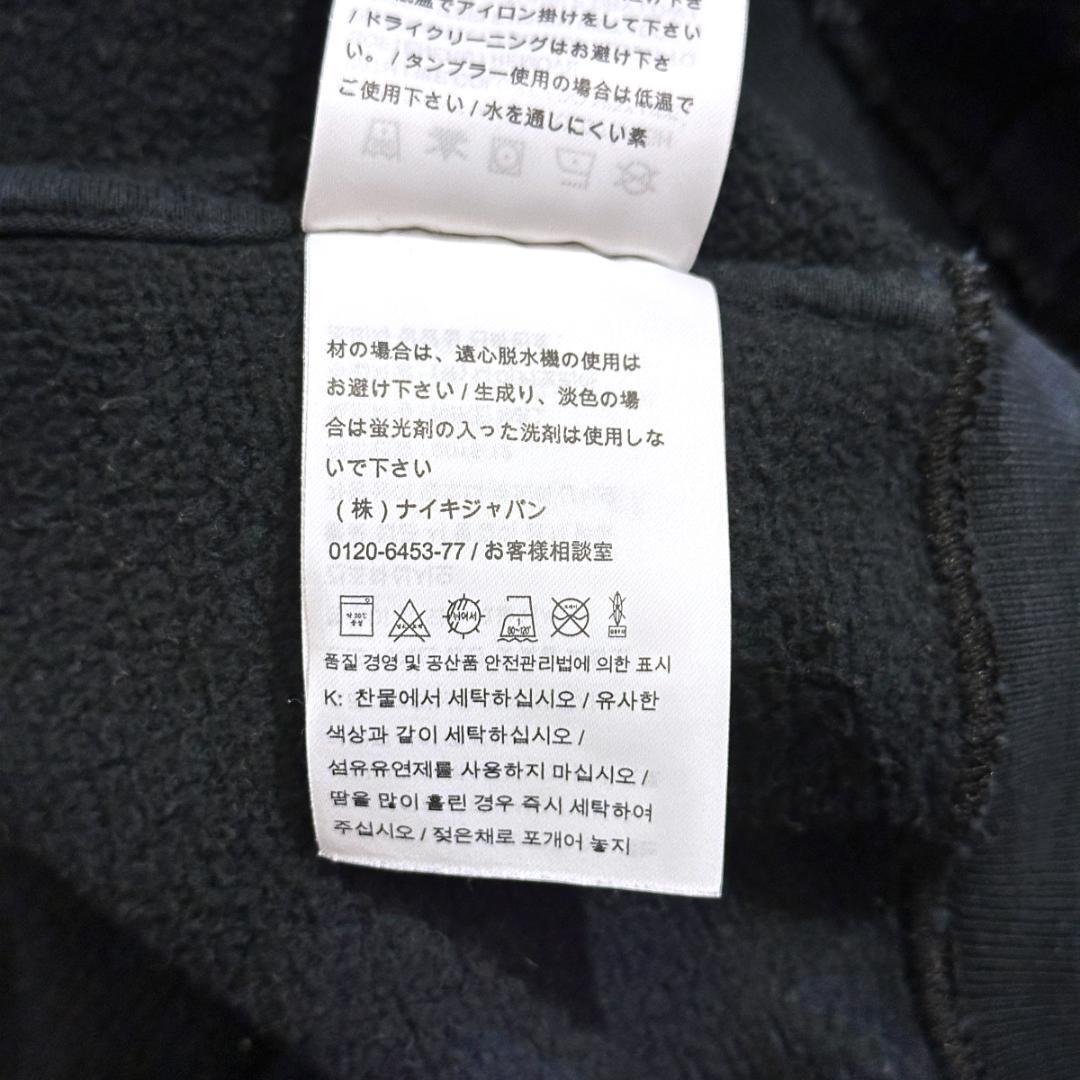 温でアイロン掛けをして下さい
/ ドライクリーニングはお避け下さ
い。 / タンブラー使用の場合は低温で
ご使用下さい / 水を通しにくい素
材の場合は、遠心脱水機の使用は
お避け下さい / 生成り、淡色の場
合は蛍光剤の入った洗剤は使用しな
いで下さい
(株) ナイキジャパン
0120-6453-77 / お客様相談室
약 30℃ 중성
80~120℃
품질 경영 및 공산품 안전관리법에 의한 표시
K: 찬물에서 세탁하십시오 / 유사한
색상과 같이 세탁하십시오 /
섬유유연제를 사용하지 마십시오 /
땀을 많이 흘린 경우 즉시 세탁하여
주십시오 / 젖은채로 포개어 놓지